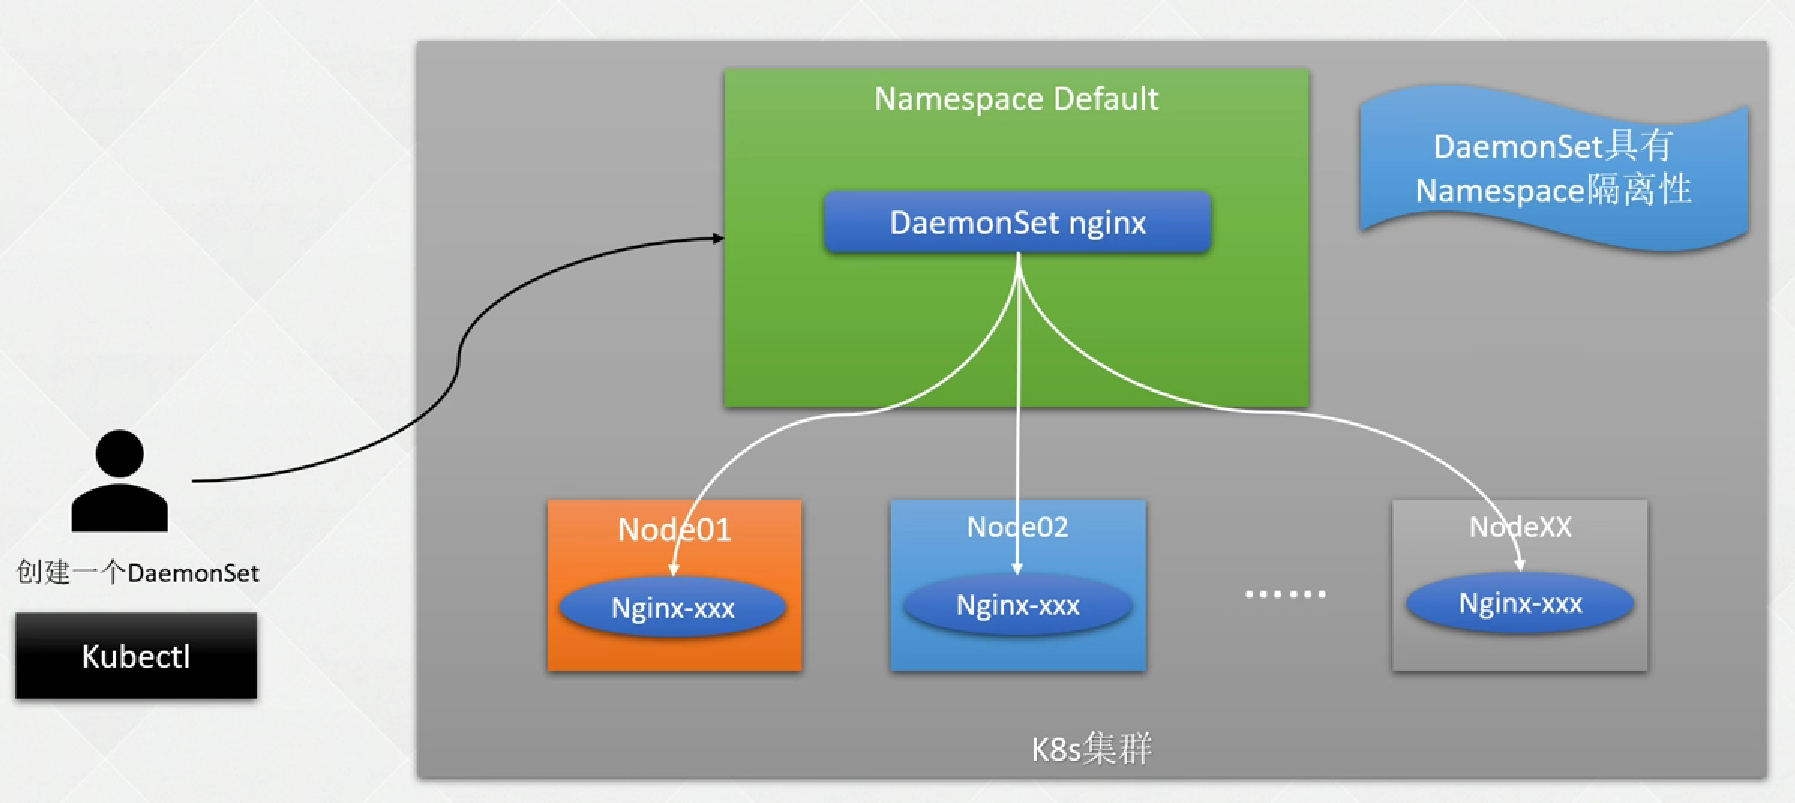 Namespace Default
DaemonSet具有
Namespace隔离性
DaemonSet nginx
创建一个DaemonSet
Kubectl
Node01
Nginx-xxx
Node02
Nginx-xxx
......
NodeXX
Nginx-xxx
K8s集群